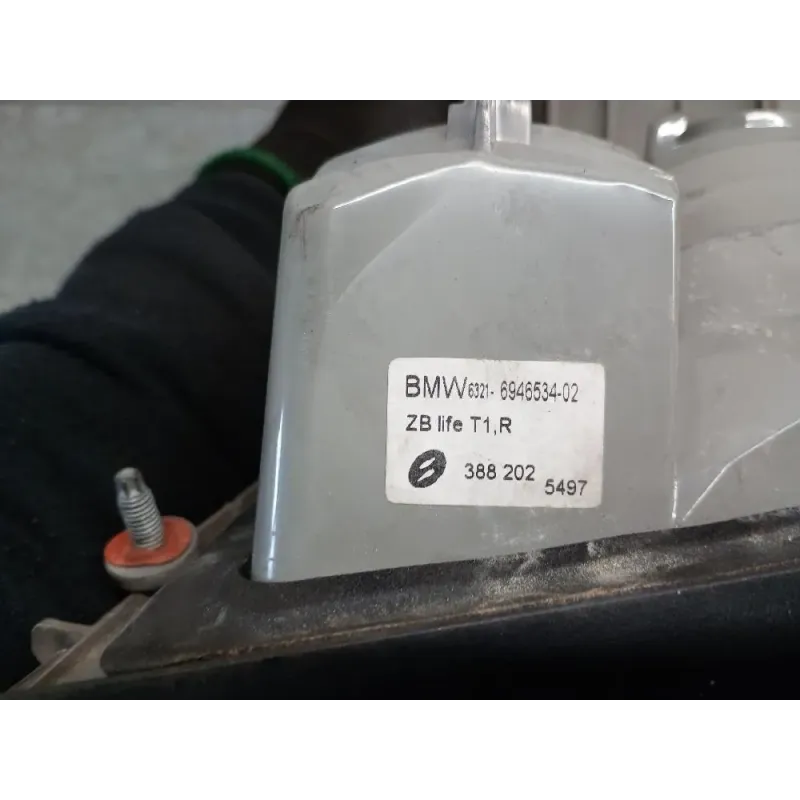 BMW 6321- 6946534-02
ZB life T1,R
388 202
5497